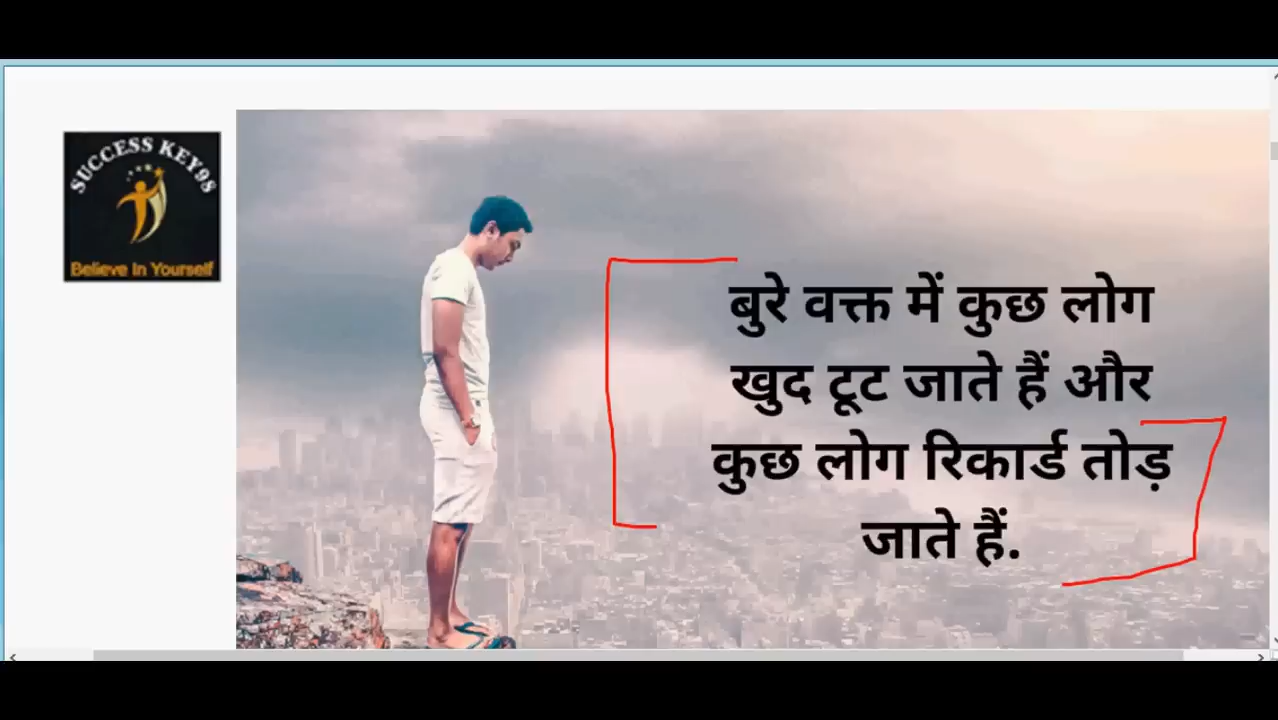 SUCCESS KEY98
Believe In Yourself
बुरे वक्त में कुछ लोग
खुद टूट जाते हैं और
कुछ लोग रिकार्ड तोड़
जाते हैं.